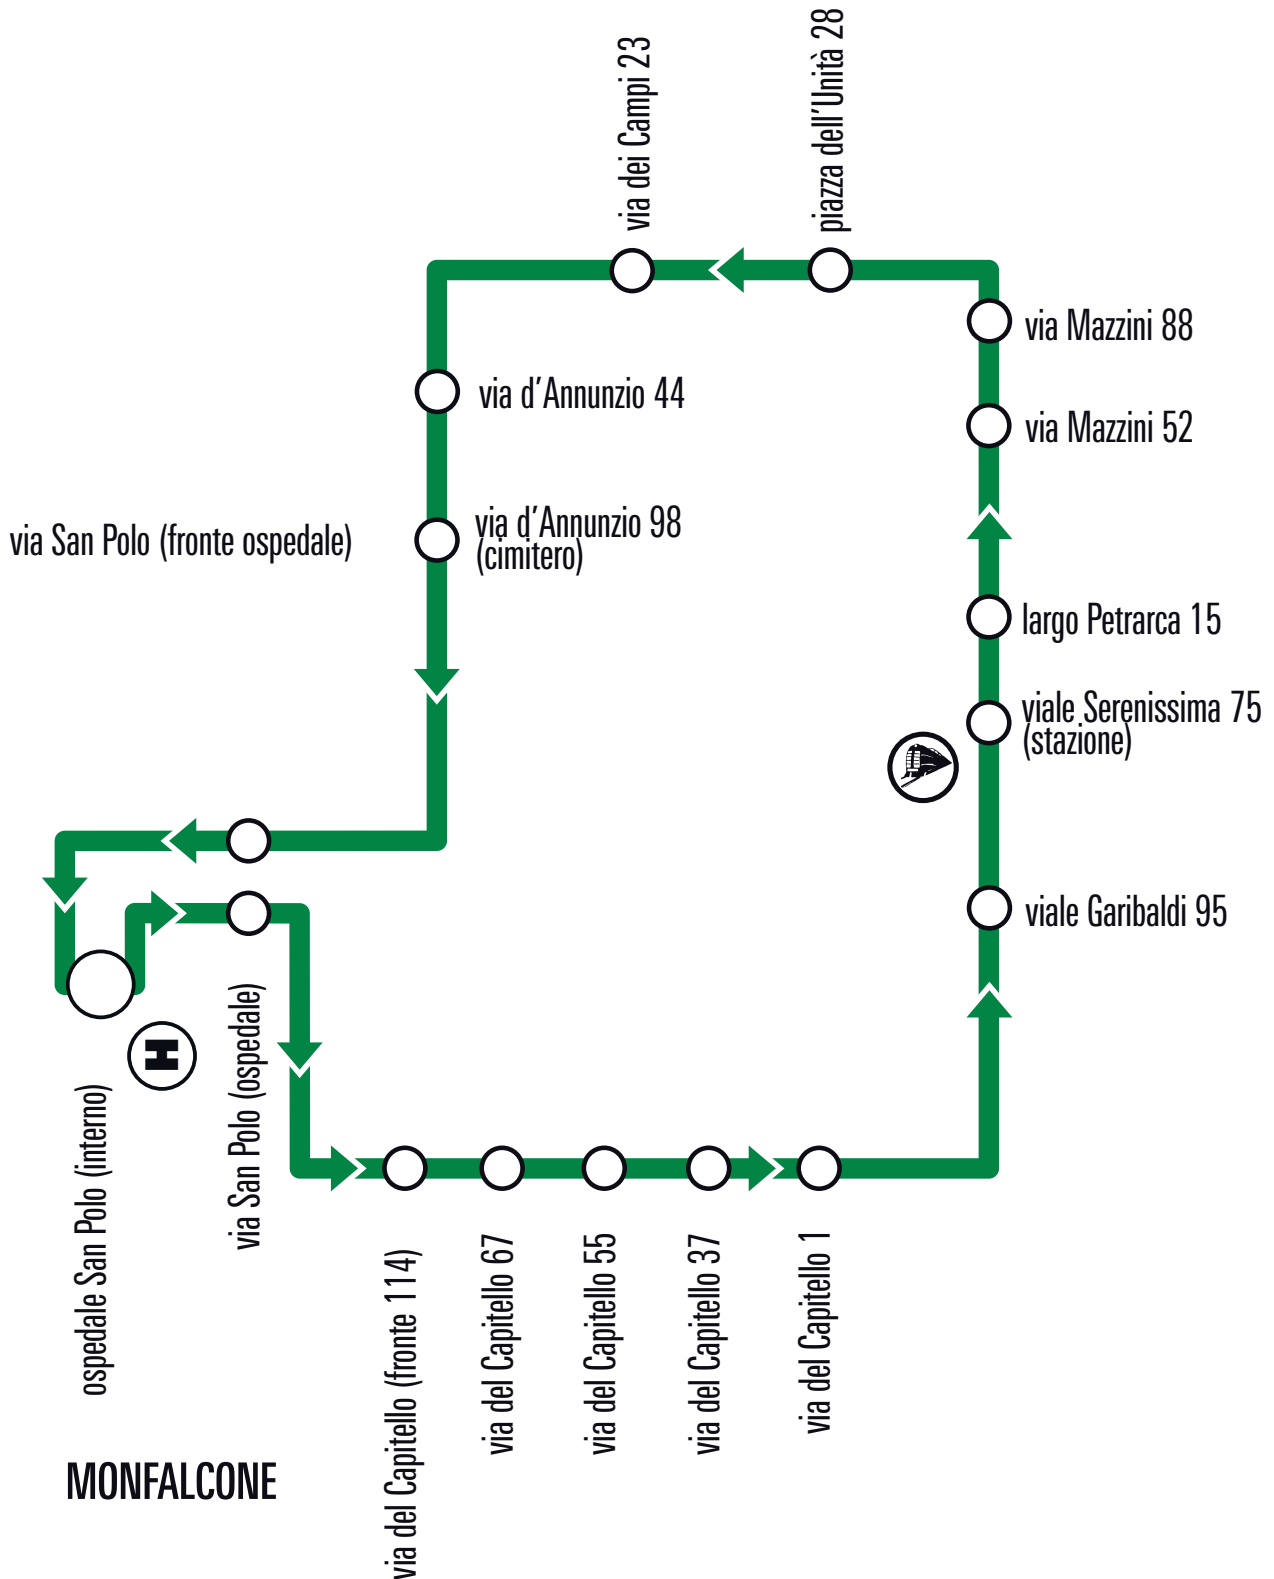 via dei Campi 23
piazza dell'Unità 28
via Mazzini 88
via d'Annunzio 44
via Mazzini 52
via San Polo (fronte ospedale)
via d'Annunzio 98
(cimitero)
largo Petrarca 15
viale Serenissima 75
(stazione)
viale Garibaldi 95
H
ospedale San Polo (interno)
via San Polo (ospedale)
via del Capitello (fronte 114)
via del Capitello 67
via del Capitello 55
via del Capitello 37
via del Capitello 1
MONFALCONE